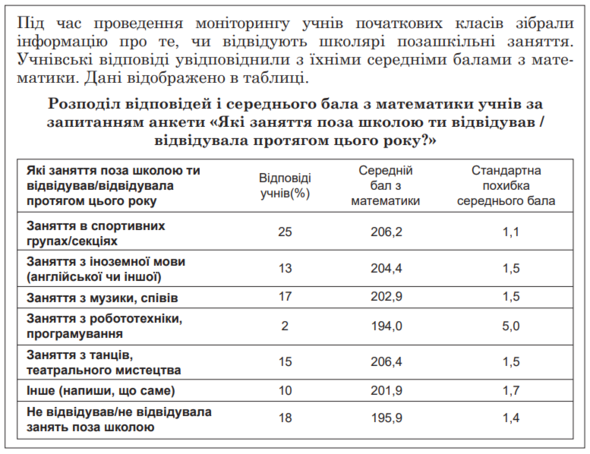 Під час проведення моніторингу учнів початкових класів зібрали
інформацію про те, чи відвідують школярі позашкільні заняття.
Учнівські відповіді увідповіднили з їхніми середніми балами з мате-
матики. Дані відображено в таблиці.
Розподіл відповідей і середнього бала з математики учнів за
запитанням анкети «Які заняття поза школою ти відвідував /
відвідувала протягом цього року?»
Які заняття поза школою ти
відвідував/відвідувала
протягом цього року
Відповіді
учнів(%)
Середній
бал з
математики
Стандартна
похибка
середнього бала
Заняття в спортивних
групах/секціях
25 206,2 1,1
Заняття з іноземної мови
(англійської чи іншої)
13 204,4 1,5
Заняття з музики, співів 17 202,9 1,5
Заняття з робототехніки,
програмування
2 194,0 5,0
Заняття з танців,
театрального мистецтва
15 206,4 1,5
Інше (напиши, що саме) 10 201,9 1,7
Не відвідував/не відвідувала
занять поза школою
18 195,9 1,4